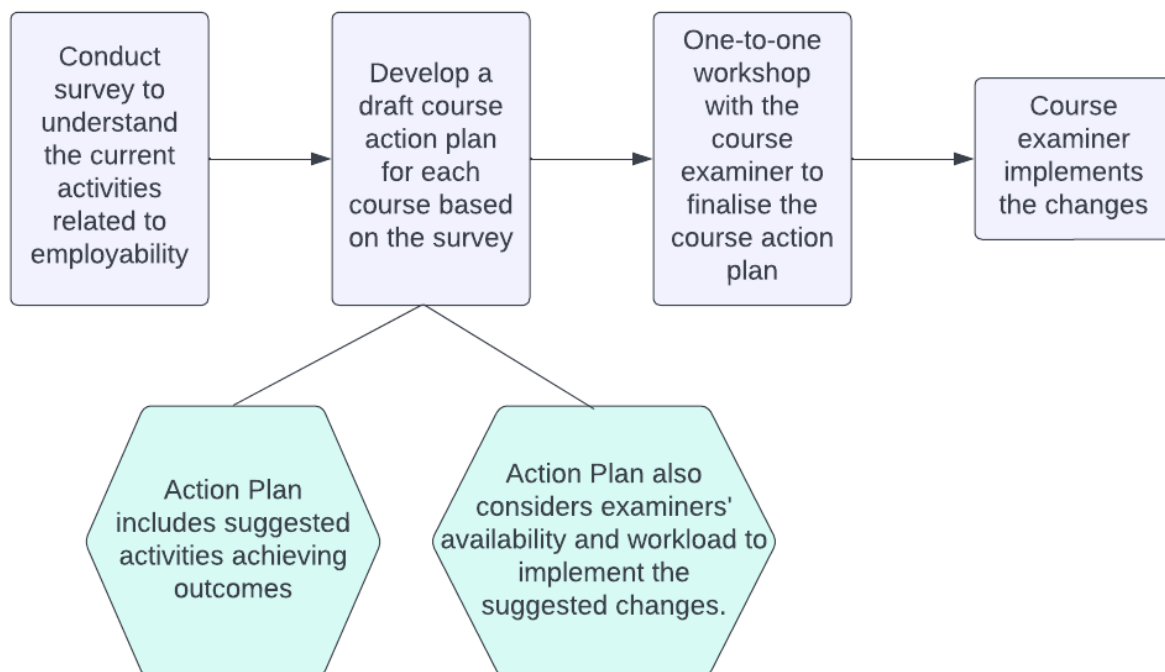 Conduct
survey to
understand
the current
activities
related to
employability
Develop a
draft course
action plan
for each
course based
on the survey
One-to-one
workshop
with the
course
examiner to
finalise the
course action
plan
Course
examiner
implements
the changes
Action Plan
includes suggested
activities achieving
outcomes
Action Plan also
considers examiners'
availability and workload to
implement the
suggested changes.